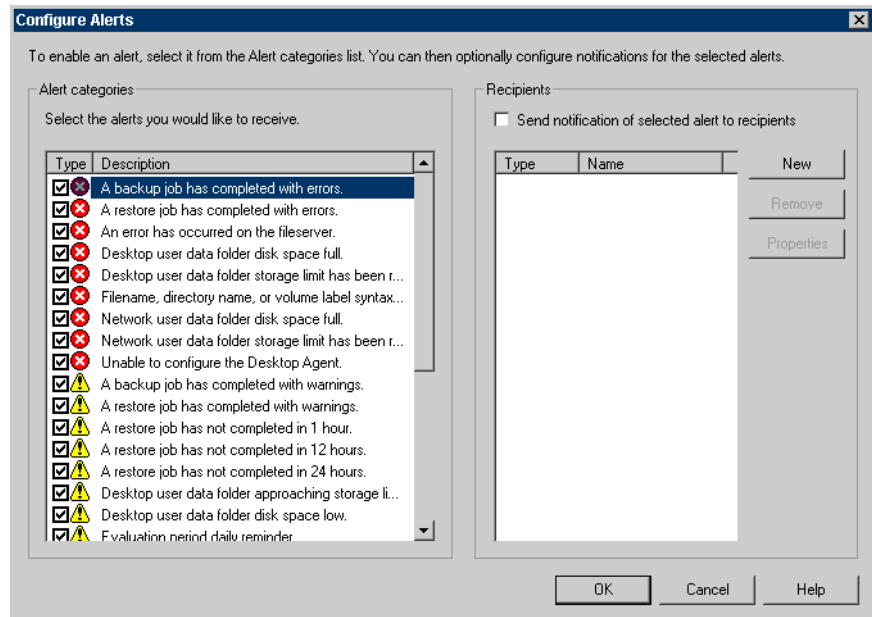 Configure Alerts
To enable an alert, select it from the Alert categories list. You can then optionally configure notifications for the selected alerts.
Alert categories
Select the alerts you would like to receive.
Type Description
A backup job has completed with errors.
A restore job has completed with errors.
An error has occurred on the fileserver.
Desktop user data folder disk space full.
Desktop user data folder storage limit has been r...
Filename, directory name, or volume label syntax...
Network user data folder disk space full.
Network user data folder storage limit has been r...
Unable to configure the Desktop Agent.
A backup job has completed with warnings.
A restore job has completed with warnings.
A restore job has not completed in 1 hour.
A restore job has not completed in 12 hours.
A restore job has not completed in 24 hours.
Desktop user data folder approaching storage li...
Desktop user data folder disk space low.
Evaluation period daily reminder
Recipients
Send notification of selected alert to recipients
Type Name
New
Remove
Properties
OK Cancel Help